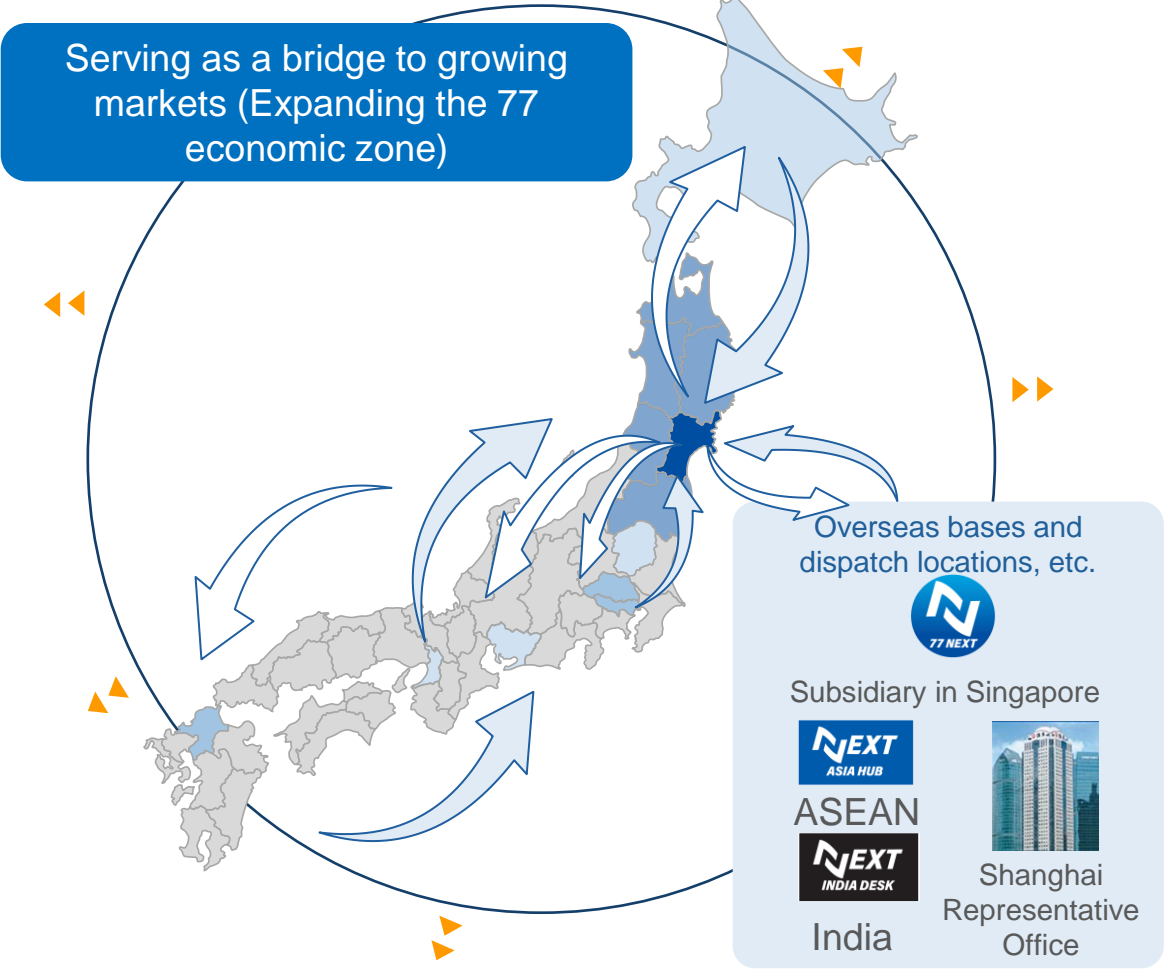 Serving as a bridge to growing
markets (Expanding the 77
economic zone)
Overseas bases and
dispatch locations, etc.
N
77 NEXT
Subsidiary in Singapore
NEXT
ASIA HUB
ASEAN
NEXT
INDIA DESK
India
Shanghai
Representative
Office